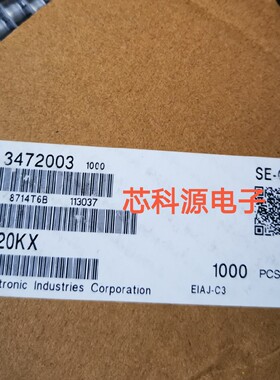 3472003 1000
SE-
8714T6B 113037
芯科源电子
20KX
1000 PCS
tronic Industries Corporation EIAJ-C3